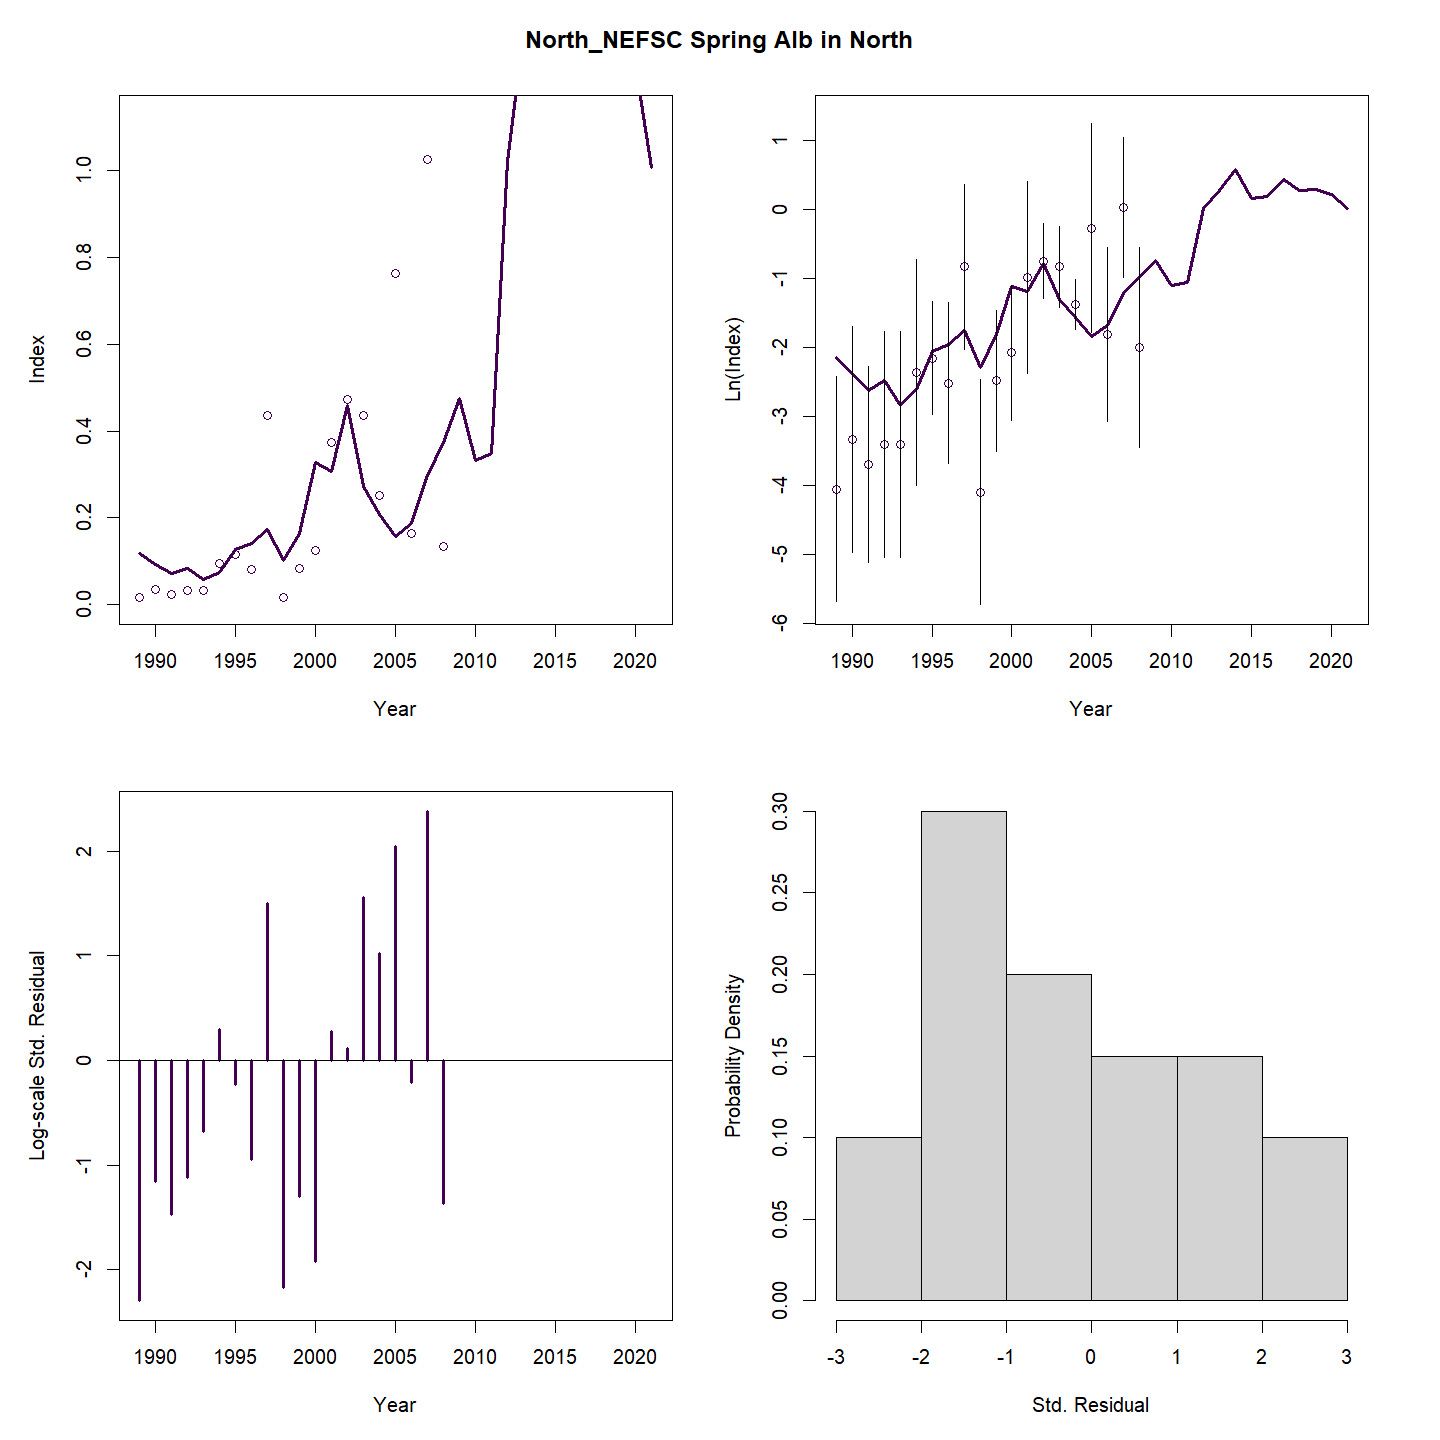 North_NEFSC Spring Alb in North
Index
0.0 0.2 0.4 0.6 0.8 1.0
1990 1995 2000 2005 2010 2015 2020
Year
Ln(Index)
-6 -5 -4 -3 -2 -1 0 1
1990 1995 2000 2005 2010 2015 2020
Year
Log-scale Std. Residual
-2 -1 0 1 2
1990 1995 2000 2005 2010 2015 2020
Year
Probability Density
0.00 0.05 0.10 0.15 0.20 0.25 0.30
-3 -2 -1 0 1 2 3
Std. Residual